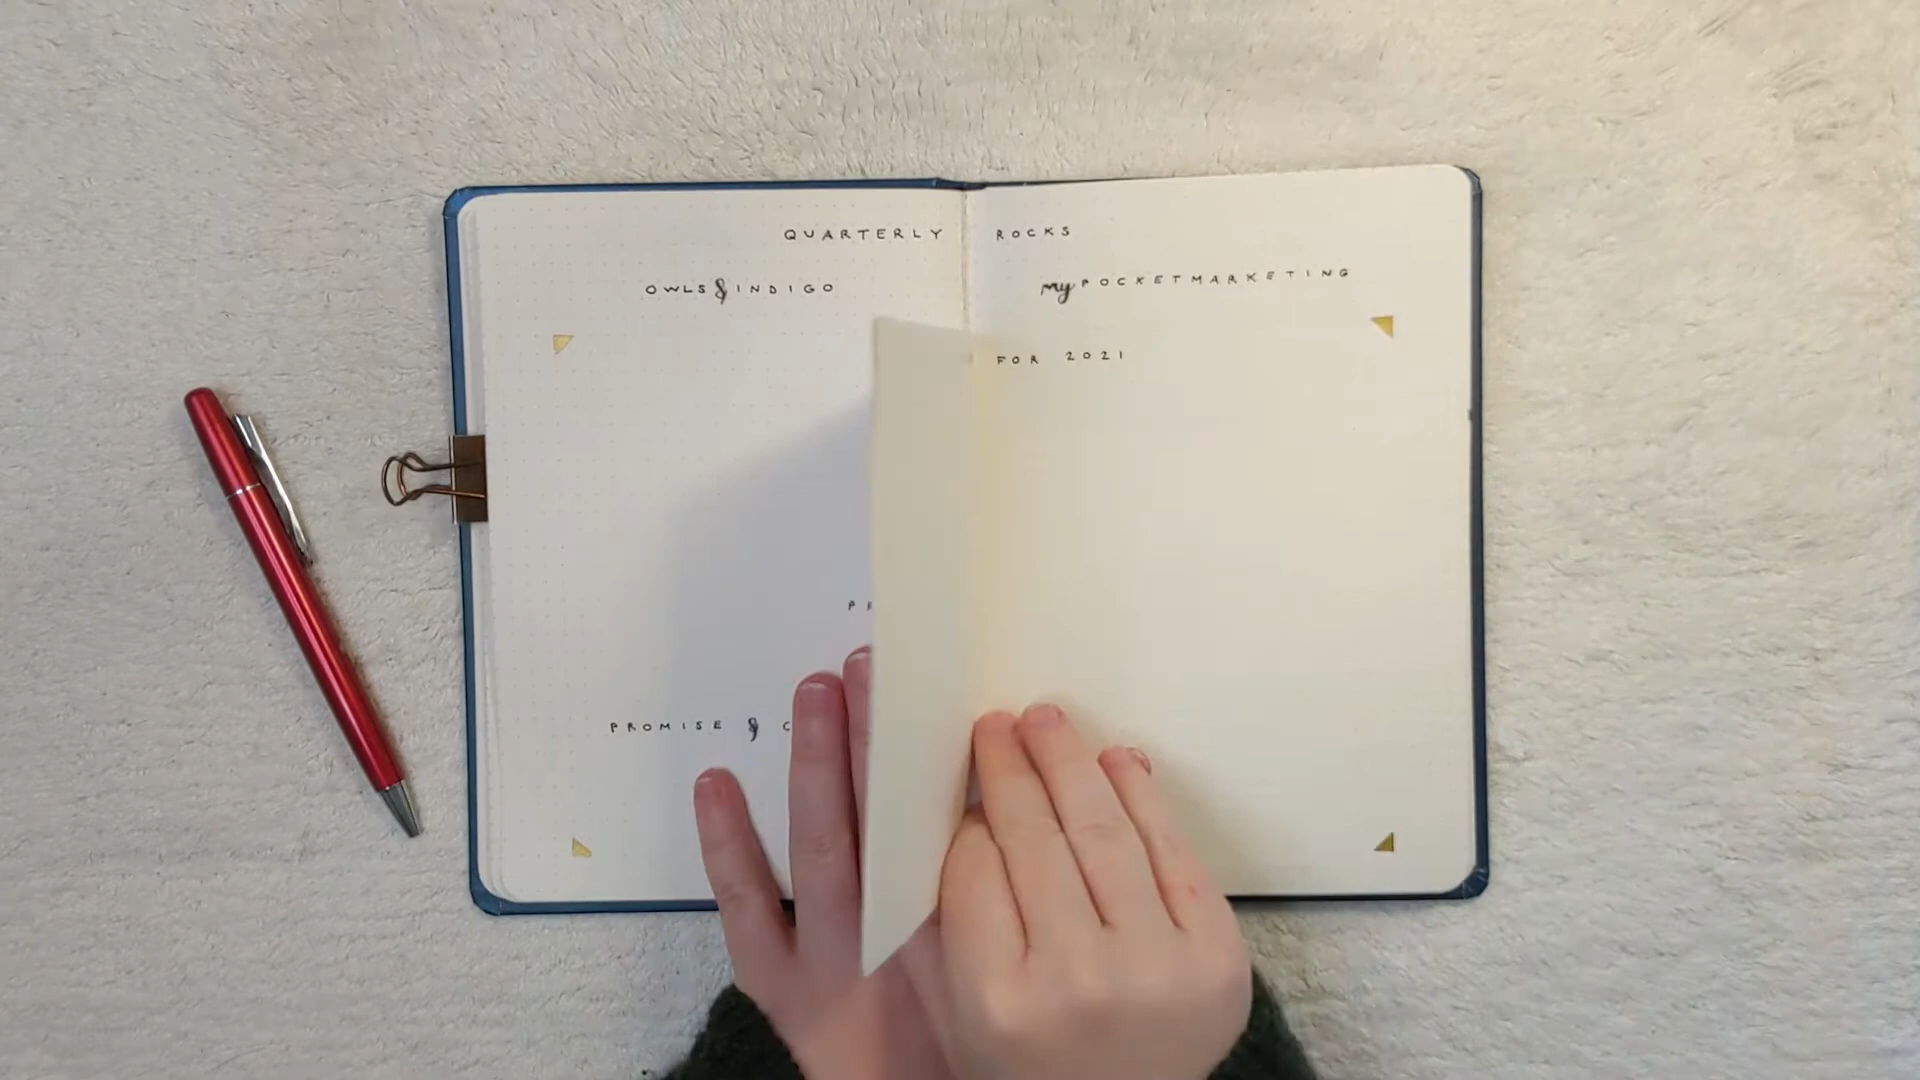 QUARTERLY ROCKS
OWLS & INDIGO
my POCKETMARKETING
FOR 2021
PROMISE &